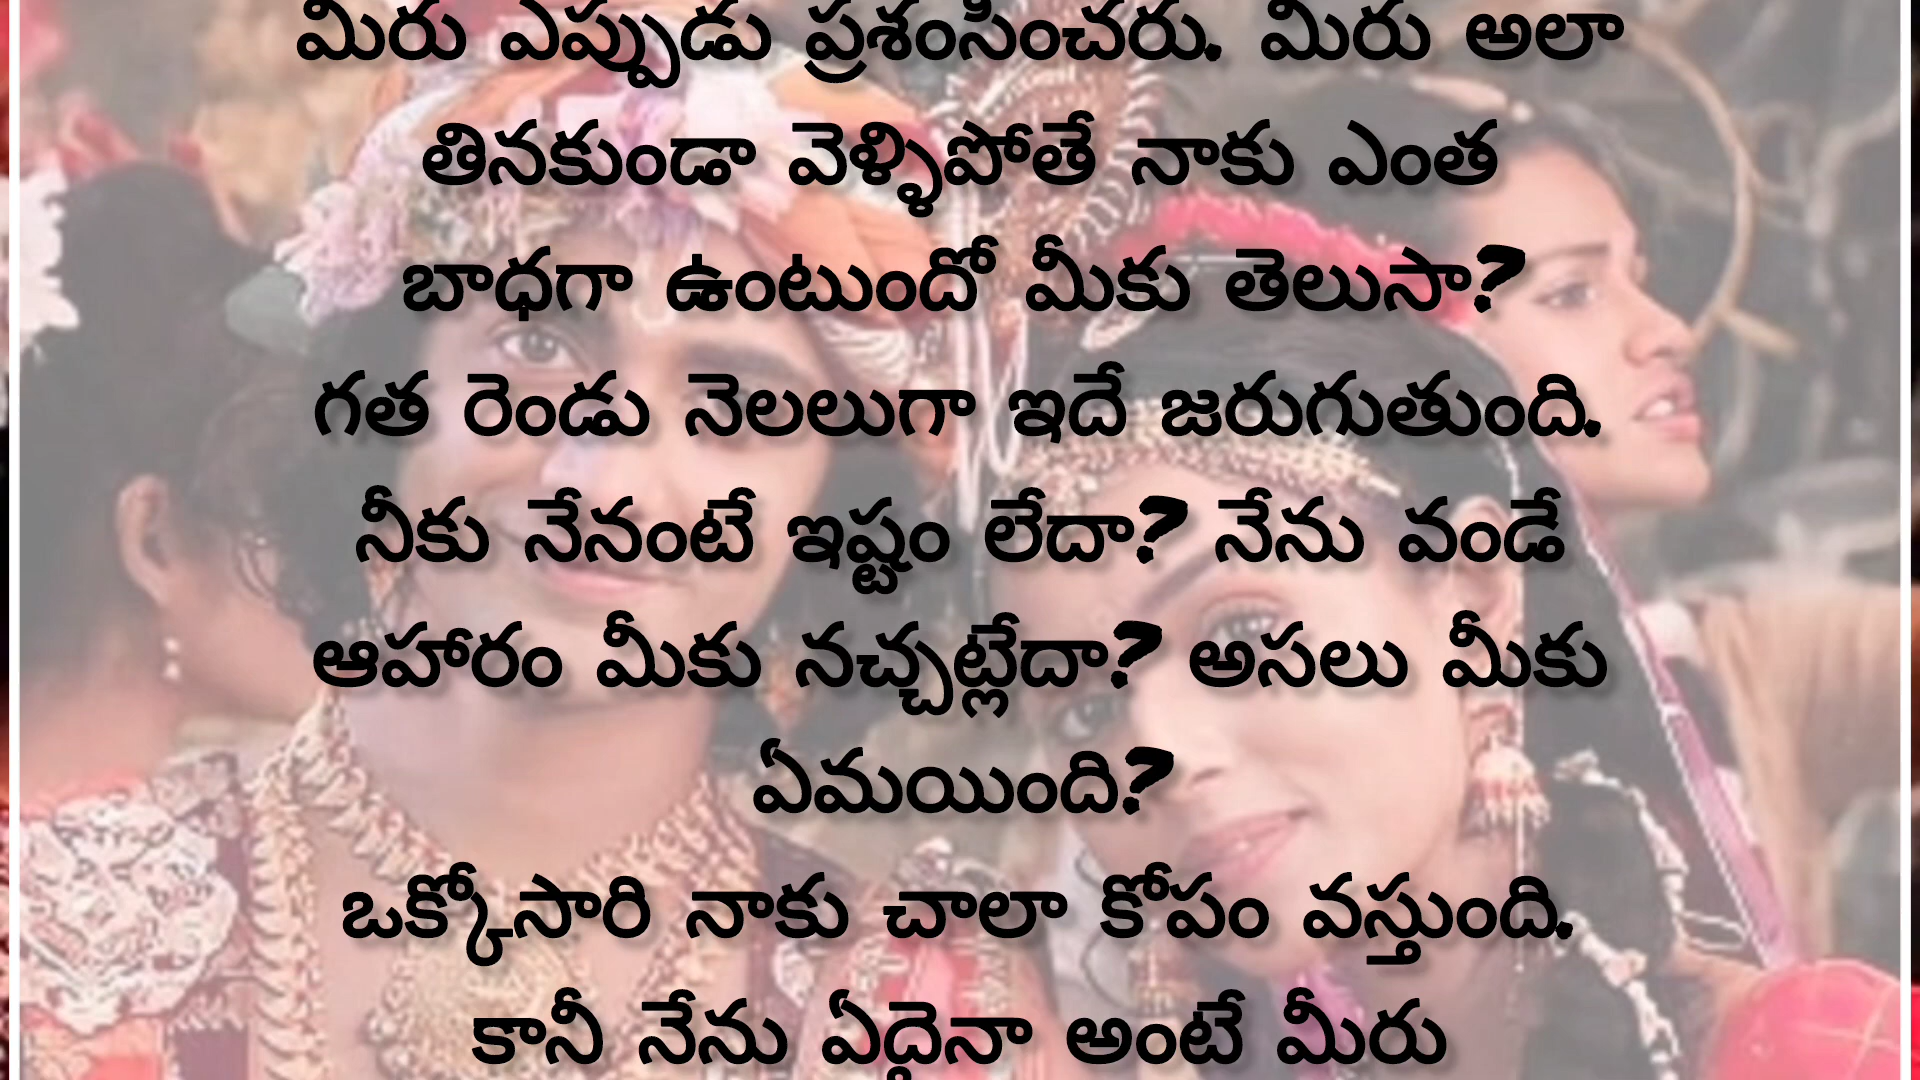 మీరు ఎప్పుడు ప్రశంసించరు. మీరు అలా
తినకుండా వెళ్ళిపోతే నాకు ఎంత
బాధగా ఉంటుందో మీకు తెలుసా?
గత రెండు నెలలుగా ఇదే జరుగుతుంది.
నీకు నేనంటే ఇష్టం లేదా? నేను వండే
ఆహారం మీకు నచ్చట్లేదా? అసలు మీకు
ఏమయింది?
ఒక్కోసారి నాకు చాలా కోపం వస్తుంది.
కానీ నేను ఏదైనా అంటే మీరు